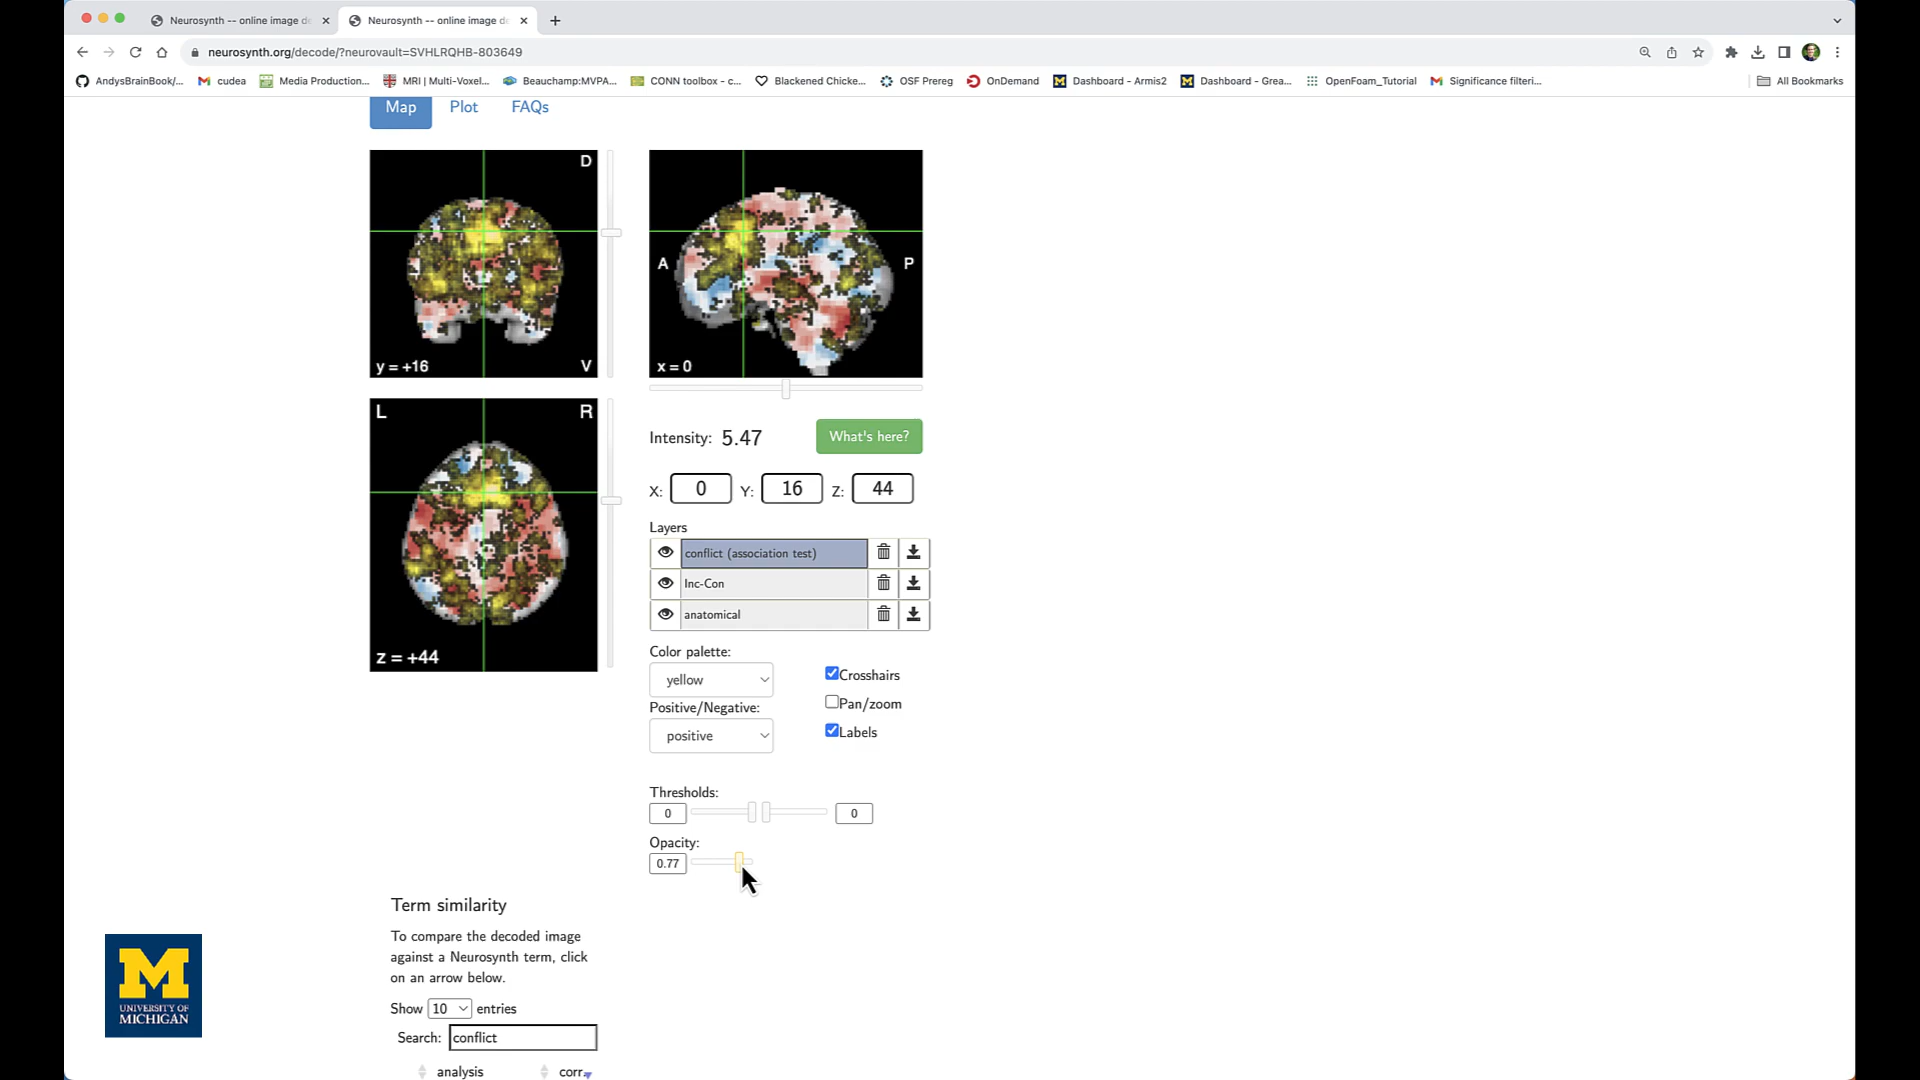 Neurosynth -- online image de
Neurosynth -- online image de
neurosynth.org/decode/?neurovault=SVHLRQHB-803649
AndysBrainBook/... cudea Media Production... MRI | Multi-Voxel... Beauchamp:MVPA... CONN toolbox - c... Blackened Chicke... OSF Prereg OnDemand Dashboard - Armis2 Dashboard - Grea... OpenFoam_Tutorial Significance filteri... All Bookmarks
Map Plot FAQs
D
A P
y = +16 V
x = 0
L R
z = +44
Intensity: 5.47 What's here?
X: 0 Y: 16 Z: 44
Layers
conflict (association test)
Inc-Con
anatomical
Color palette:
yellow
Crosshairs
Pan/zoom
Positive/Negative:
positive
Labels
Thresholds:
0 0
Opacity:
0.77
Term similarity
To compare the decoded image
against a Neurosynth term, click
on an arrow below.
Show 10 entries
Search: conflict
analysis corr
M
UNIVERSITY OF
MICHIGAN